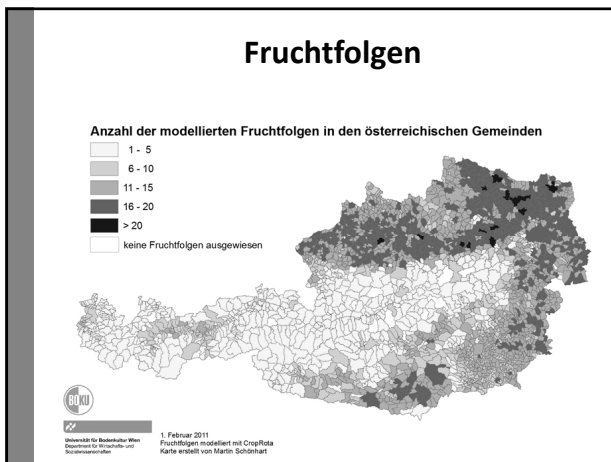 Fruchtfolgen
Anzahl der modellierten Fruchtfolgen in den österreichischen Gemeinden
1 - 5
6 - 10
11 - 15
16 - 20
> 20
keine Fruchtfolgen ausgewiesen
BOKU
Universität für Bodenkultur Wien
Department für Wirtschafts- und
Sozialwissenschaften
1. Februar 2011
Fruchtfolgen modelliert mit CropRota
Karte erstellt von Martin Schönhart